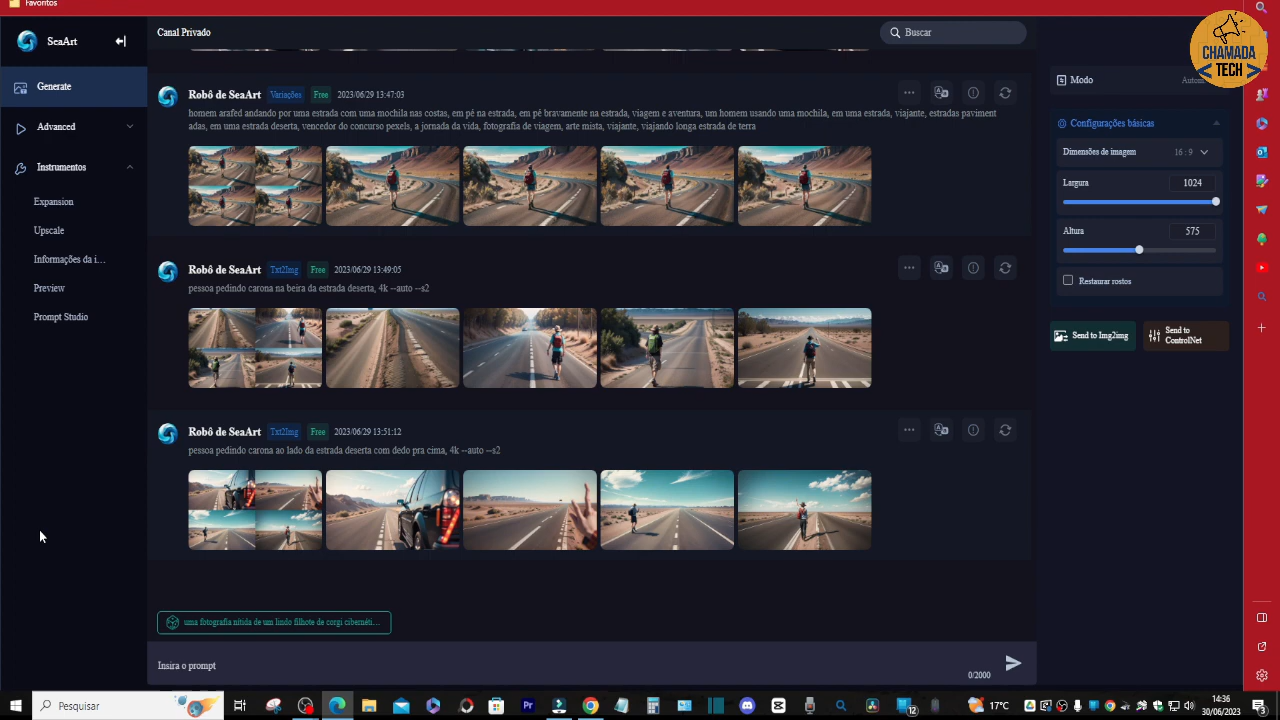 Favoritos
SeaArt
Canal Privado
Buscar
CHAMADA
TECH
Generate
Advanced
Instrumentos
Expansion
Upscale
Informações da i...
Preview
Prompt Studio
Robô de SeaArt Variações Free 2023/06/29 13:47:03
homem arafed andando por uma estrada com uma mochila nas costas, em pé na estrada, em pé bravamente na estrada, viagem e aventura, um homem usando uma mochila, em uma estrada, viajante, estradas paviment
adas, em uma estrada deserta, vencedor do concurso pexels, a jornada da vida, fotografia de viagem, arte mista, viajante, viajando longa estrada de terra
Robô de SeaArt Txt2Img Free 2023/06/29 13:49:05
pessoa pedindo carona na beira da estrada deserta, 4k --auto --s2
Robô de SeaArt Txt2Img Free 2023/06/29 13:51:12
pessoa pedindo carona ao lado da estrada deserta com dedo pra cima, 4k --auto --s2
uma fotografia nítida de um lindo filhote de corgi cibernéti...
Insira o prompt
0/2000
Modo
Configurações básicas
Dimensões de imagem 16 : 9
Largura 1024
Altura 575
Restaurar rostos
Send to Img2img
Send to
ControlNet
Pesquisar
Pr
12
17°C
14:36
30/06/2023